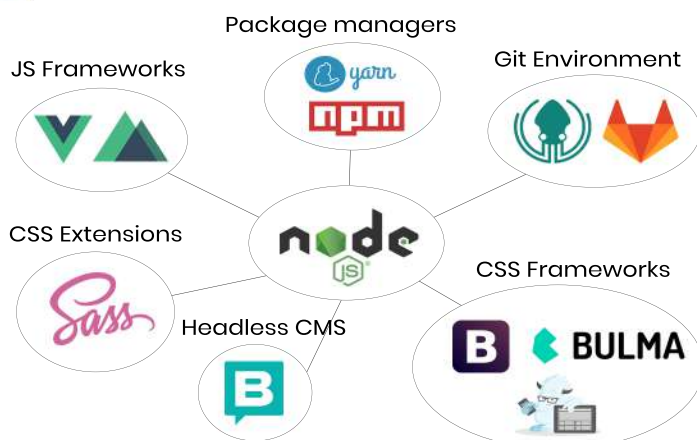 Package managers
yarn
npm
JS Frameworks
Git Environment
node
JS
CSS Extensions
Sass
Headless CMS
B
CSS Frameworks
B
BULMA